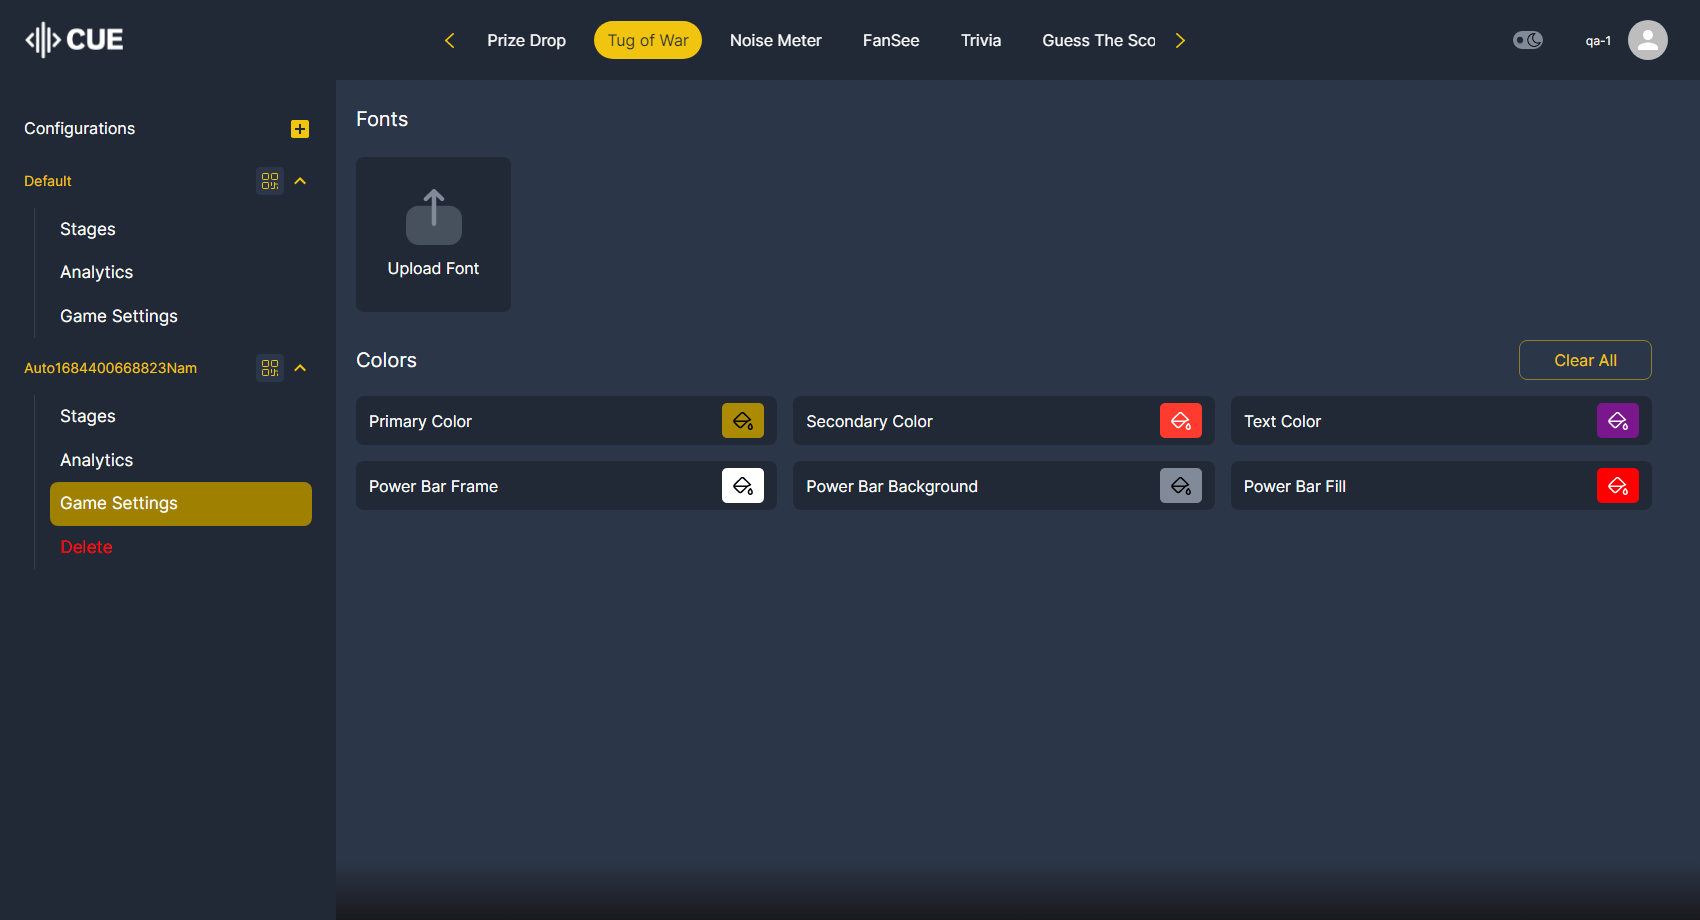 CUE
Prize Drop
Tug of War
Noise Meter
FanSee
Trivia
Guess The Sco
qa-1
Configurations
Default
Stages
Analytics
Game Settings
Auto1684400668823Nam
Stages
Analytics
Game Settings
Delete
Fonts
Upload Font
Colors
Clear All
Primary Color
Secondary Color
Text Color
Power Bar Frame
Power Bar Background
Power Bar Fill